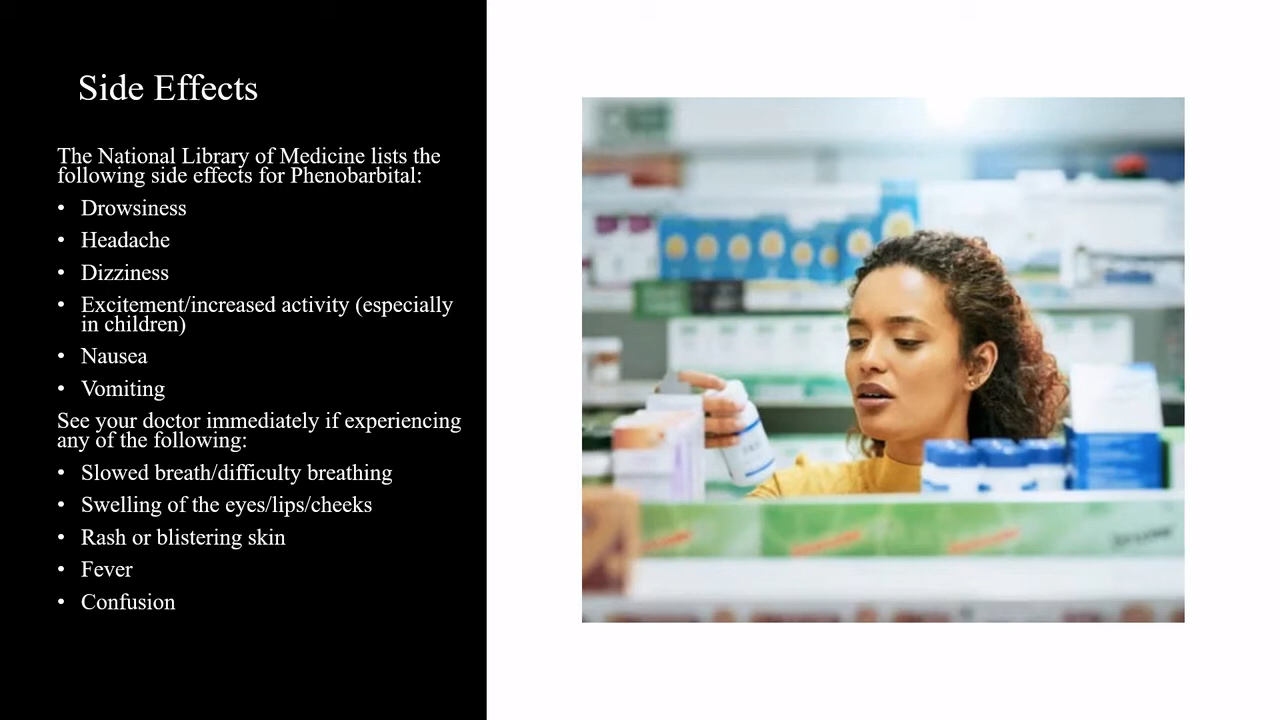 Side Effects
The National Library of Medicine lists the
following side effects for Phenobarbital:
• Drowsiness
• Headache
• Dizziness
• Excitement/increased activity (especially
in children)
• Nausea
• Vomiting
See your doctor immediately if experiencing
any of the following:
• Slowed breath/difficulty breathing
• Swelling of the eyes/lips/cheeks
• Rash or blistering skin
• Fever
• Confusion